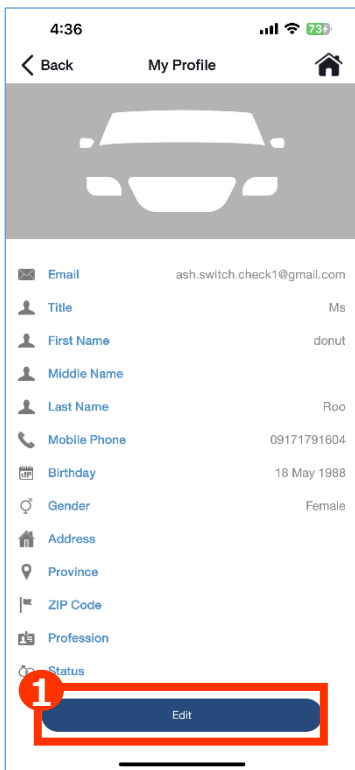 4:36 73
Back My Profile
Email ash.switch.check1@gmail.com
Title Ms
First Name donut
Middle Name
Last Name Roo
Mobile Phone 09171791604
Birthday 18 May 1988
Gender Female
Address
Province
ZIP Code
Profession
Status
1
Edit